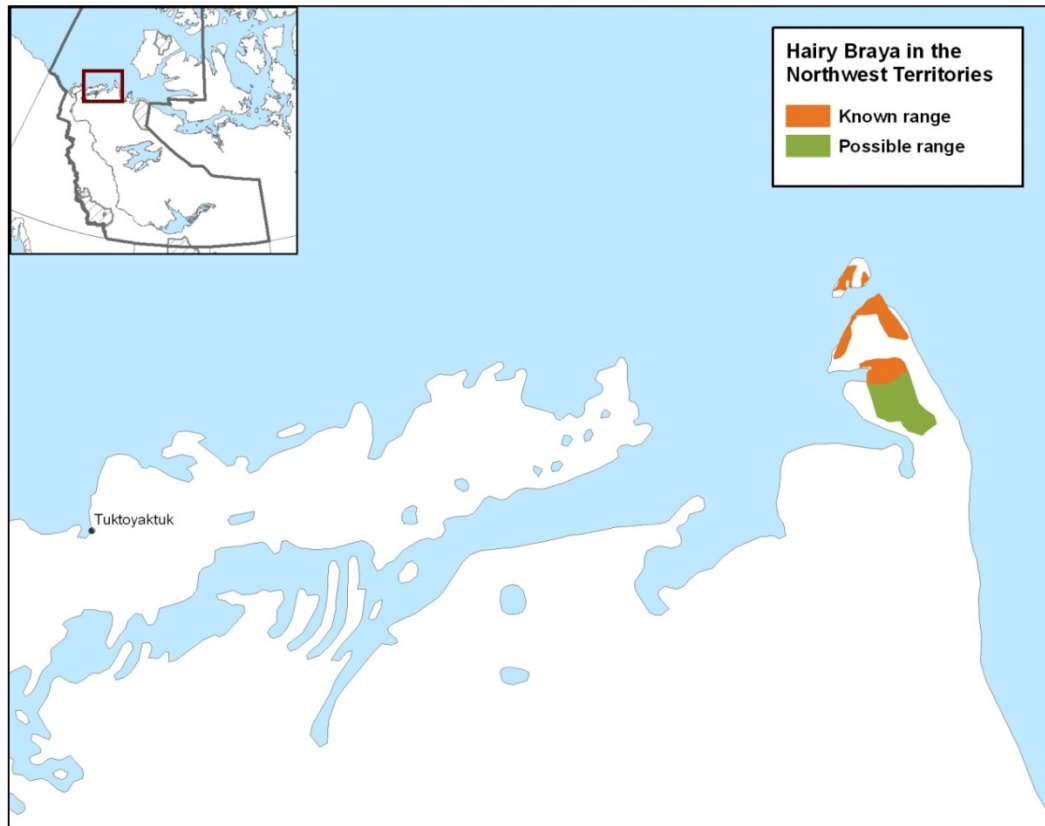 Hairy Braya in the
Northwest Territories
Known range
Possible range
Tuktoyaktuk